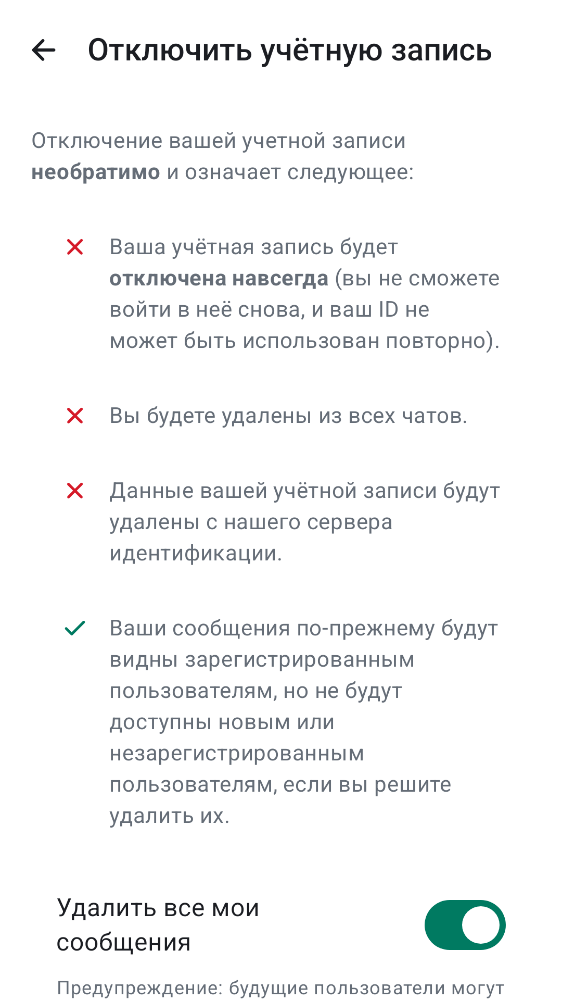 Отключить учётную запись
Отключение вашей учетной записи
необратимо и означает следующее:
Ваша учётная запись будет
отключена навсегда (вы не сможете
войти в неё снова, и ваш ID не
может быть использован повторно).
Вы будете удалены из всех чатов.
Данные вашей учётной записи будут
удалены с нашего сервера
идентификации.
Ваши сообщения по-прежнему будут
видны зарегистрированным
пользователям, но не будут
доступны новым или
незарегистрированным
пользователям, если вы решите
удалить их.
Удалить все мои
сообщения
Предупреждение: будущие пользователи могут